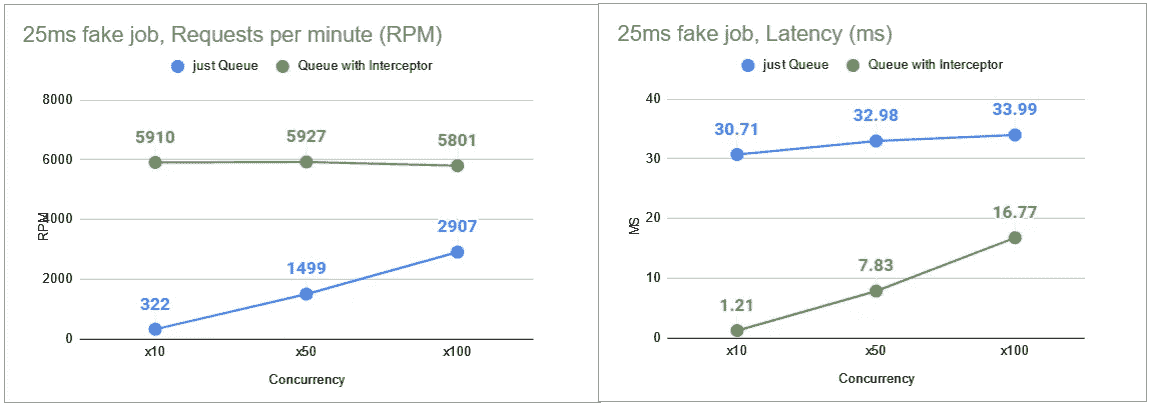 25ms fake job, Requests per minute (RPM)
just Queue Queue with Interceptor
8000
6000
4000
2000
0
RPM
5910 5927 5801
322 1499 2907
x10 x50 x100
Concurrency
25ms fake job, Latency (ms)
just Queue Queue with Interceptor
40
30
20
10
0
MS
30.71 32.98 33.99
1.21 7.83 16.77
x10 x50 x100
Concurrency